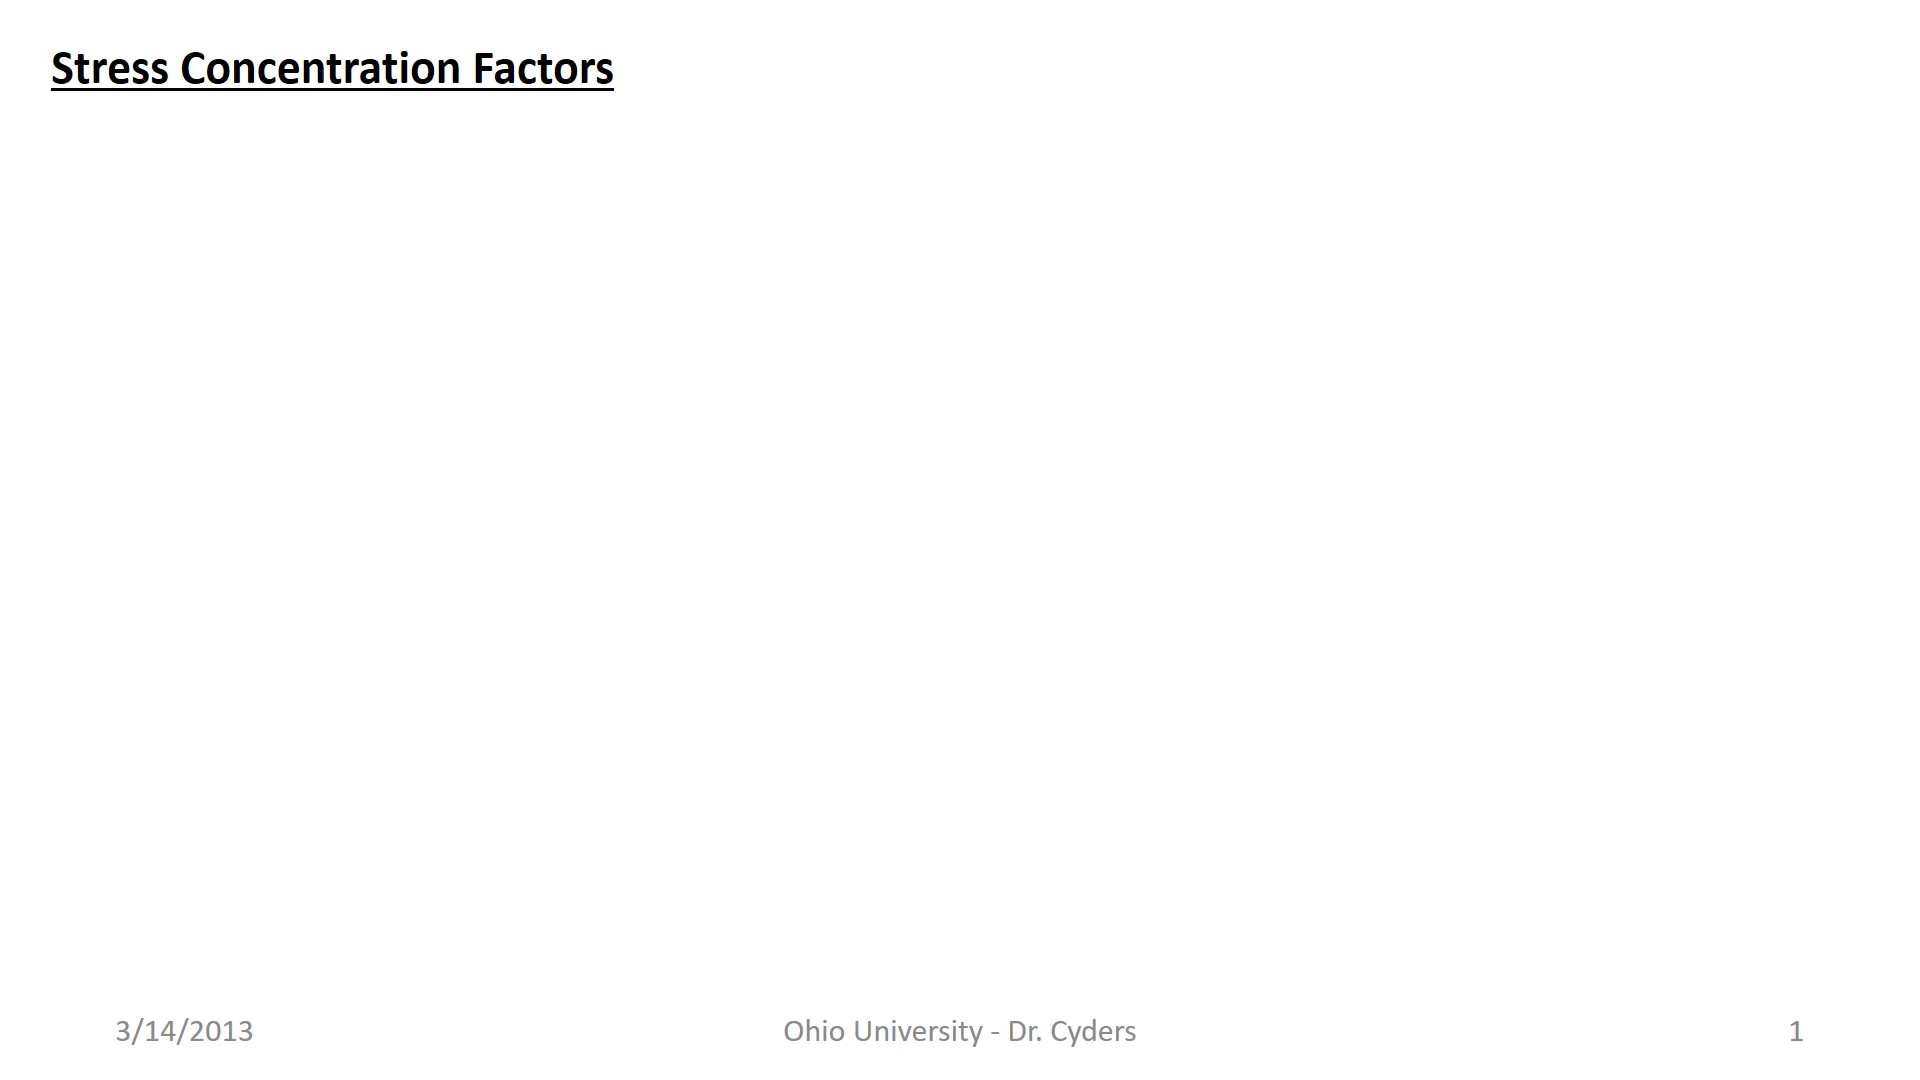 Stress Concentration Factors
3/14/2013
Ohio University - Dr. Cyders
1